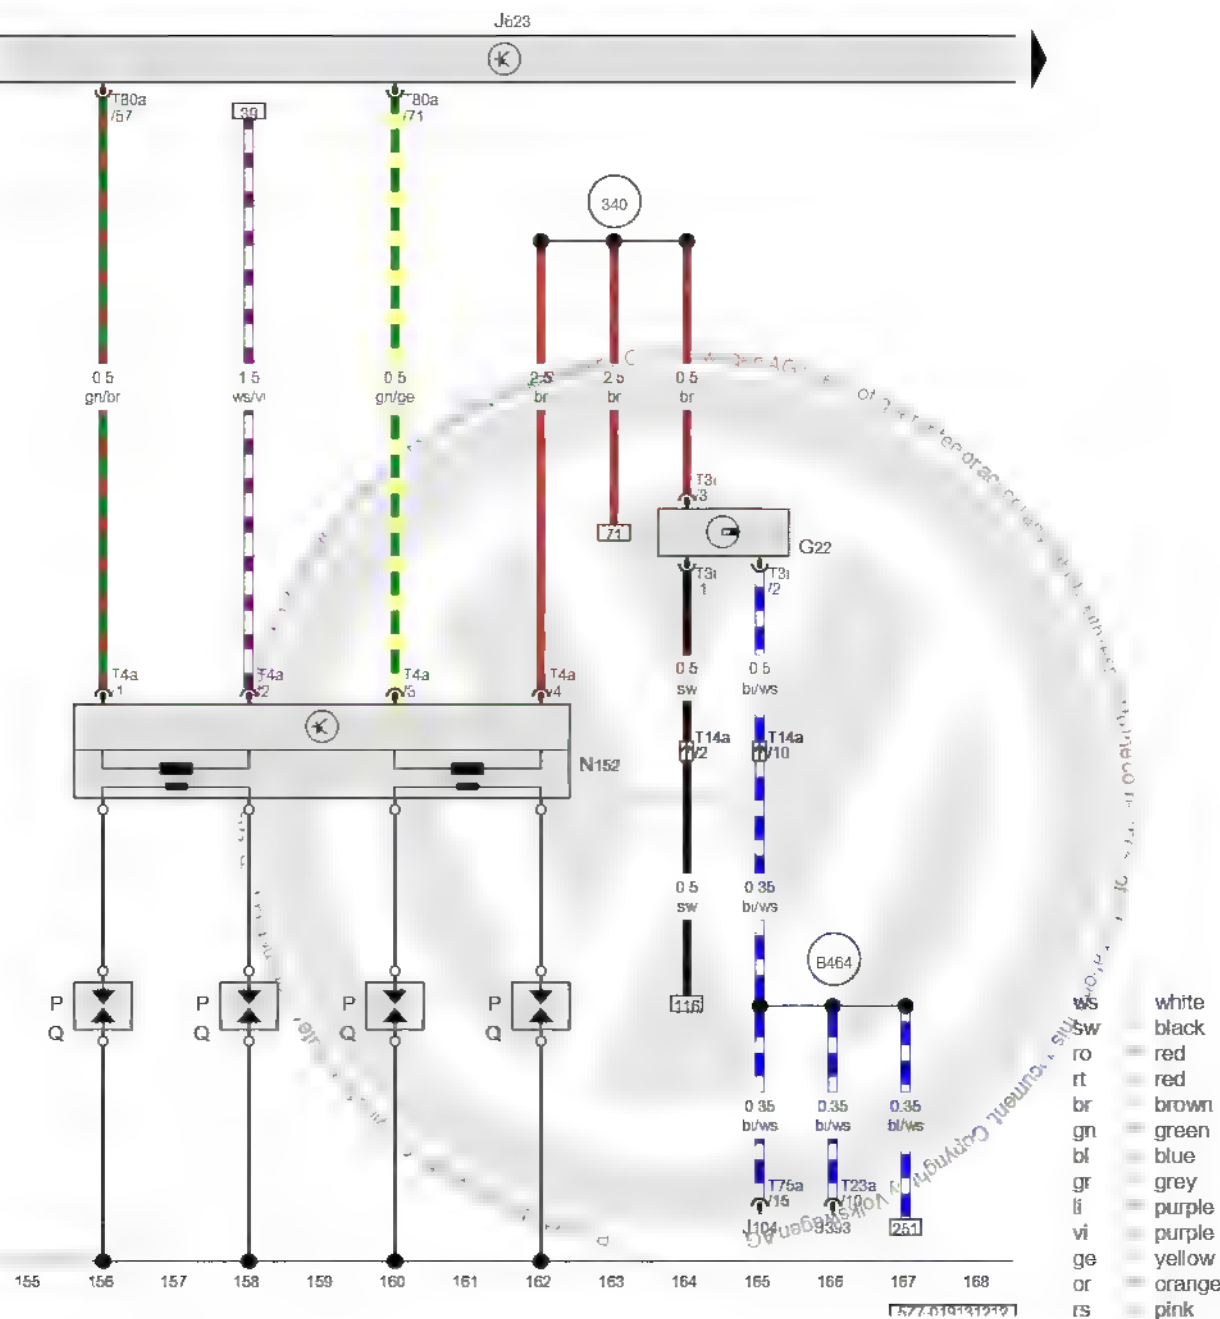 J623
T80a
/57
39
T80a
/71
340
0.5
gn/br
1.5
ws/vi
0.5
gn/ge
2.5
br
2.5
br
0.5
br
T3i
/3
71
G22
T3i
/1
T3i
/2
0.5
sw
0.5
bl/ws
T4a
/1
T4a
/2
T4a
/3
T4a
/4
T14a
/2
T14a
/10
N152
0.5
sw
0.35
bl/ws
B464
116
P
Q
P
Q
P
Q
P
Q
0.35
bl/ws
0.35
bl/ws
0.35
bl/ws
T75a
/15
T23a
/10
J104
J393
251
155 156 157 158 159 160 161 162 163 164 165 166 167 168
ws = white
sw = black
ro = red
rt = red
br = brown
gn = green
bl = blue
gr = grey
li = purple
vi = purple
ge = yellow
or = orange
rs = pink
document. Copyright by Volkswagen AG.